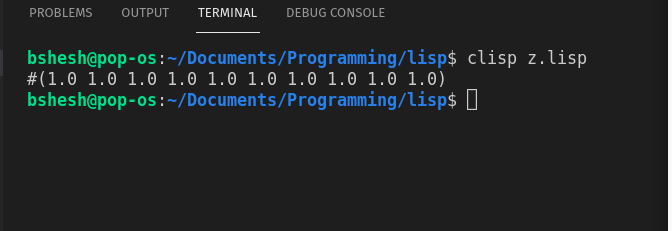 PROBLEMS OUTPUT TERMINAL DEBUG CONSOLE
bshesh@pop-os:~/Documents/Programming/lisp$ clisp z.lisp
#(1.0 1.0 1.0 1.0 1.0 1.0 1.0 1.0 1.0 1.0)
bshesh@pop-os:~/Documents/Programming/lisp$